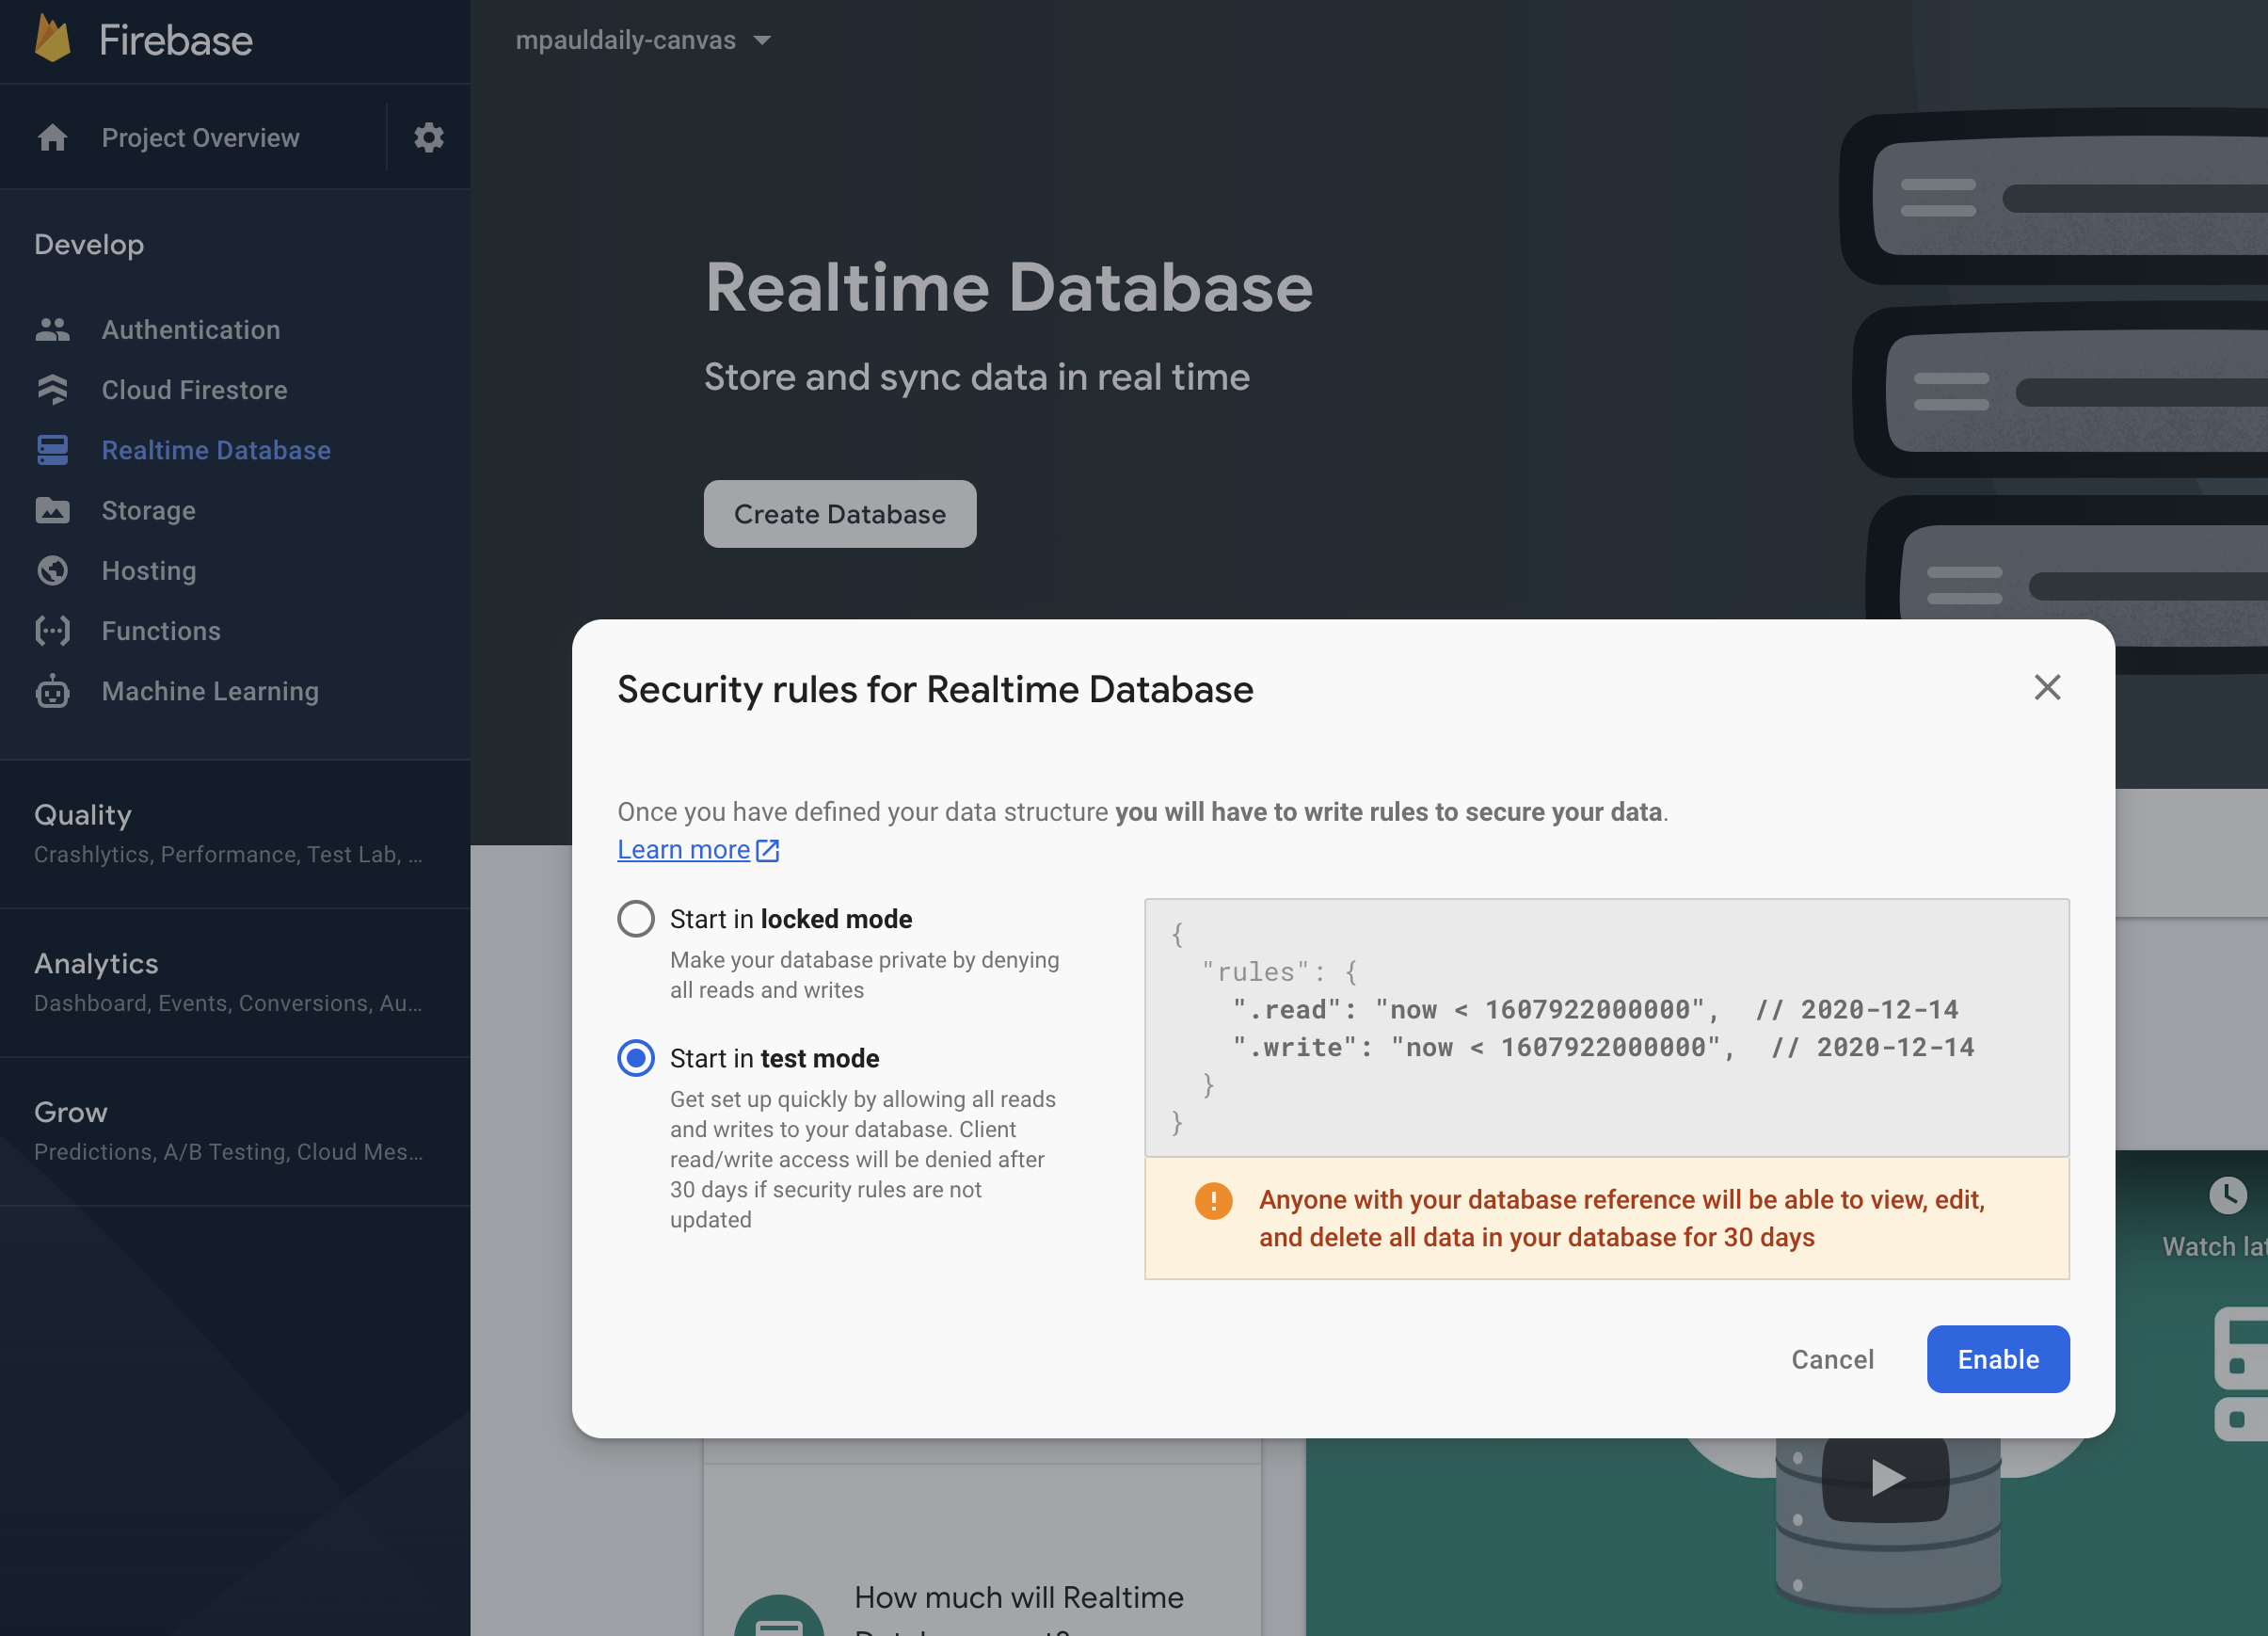 Firebase
mpauldaily-canvas
Project Overview
Develop
Authentication
Cloud Firestore
Realtime Database
Storage
Hosting
Functions
Machine Learning
Quality
Crashlytics, Performance, Test Lab, ...
Analytics
Dashboard, Events, Conversions, Au...
Grow
Predictions, A/B Testing, Cloud Mes...
Realtime Database
Store and sync data in real time
Create Database
Security rules for Realtime Database
Once you have defined your data structure you will have to write rules to secure your data.
Learn more
Start in locked mode
Make your database private by denying
all reads and writes
Start in test mode
Get set up quickly by allowing all reads
and writes to your database. Client
read/write access will be denied after
30 days if security rules are not
updated
{
"rules": {
".read": "now < 1607922000000", // 2020-12-14
".write": "now < 1607922000000", // 2020-12-14
}
}
Anyone with your database reference will be able to view, edit,
and delete all data in your database for 30 days
Cancel
Enable
Watch lat
How much will Realtime